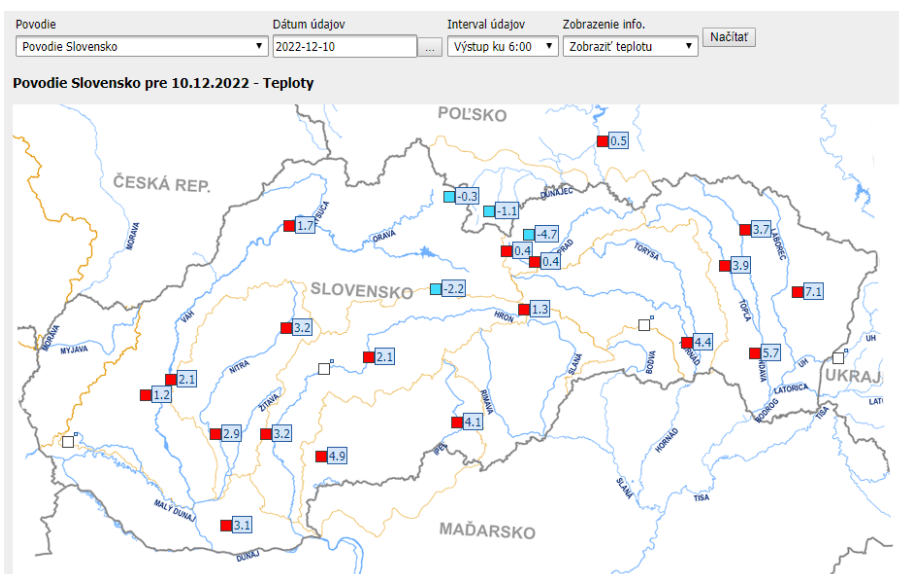 Povodie Dátum údajov Interval údajov Zobrazenie info.
Povodie Slovensko 2022-12-10 ... Výstup ku 6:00 Zobraziť teplotu Načítať
Povodie Slovensko pre 10.12.2022 - Teploty
POĽSKO
0.5
ČESKÁ REP.
-0.3
DUNAJEC
-1.1
1.7
MORAVA
ORAVA
-4.7
3.7
LABOREC
0.4
TORYSA
0.4
3.9
SLOVENSKO
-2.2
7.1
VÁH
HRON
1.3
TOPĽA
3.2
MORAVA
MYJAVA
2.1
4.4
5.7
UH
NITRA
SLANÁ
BODVA
UH
UKRAJ
2.1
1.2
LATORICA
ŽITAVA
RIMAVA
BODROG
TISA
4.1
2.9
3.2
IPEĽ
HORNÁD
4.9
SLANÁ
TISA
MALÝ DUNAJ
3.1
MAĎARSKO
DUNAJ